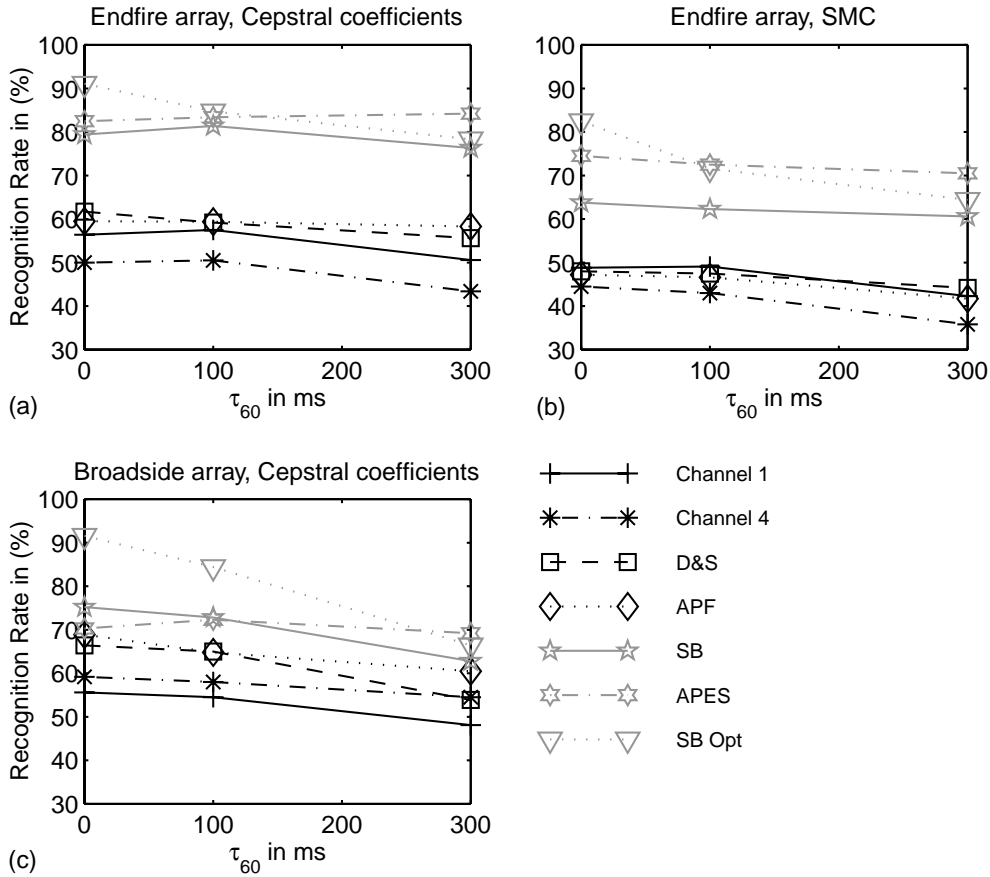 Endfire array, Cepstral coefficients
100
90
80
70
60
50
40
30
Recognition Rate in (%)
0 100 200 300
τ60 in ms
(a)
Endfire array, SMC
100
90
80
70
60
50
40
30
0 100 200 300
τ60 in ms
(b)
Broadside array, Cepstral coefficients
100
90
80
70
60
50
40
30
Recognition Rate in (%)
0 100 200 300
τ60 in ms
(c)
Channel 1
Channel 4
D&S
APF
SB
APES
SB Opt